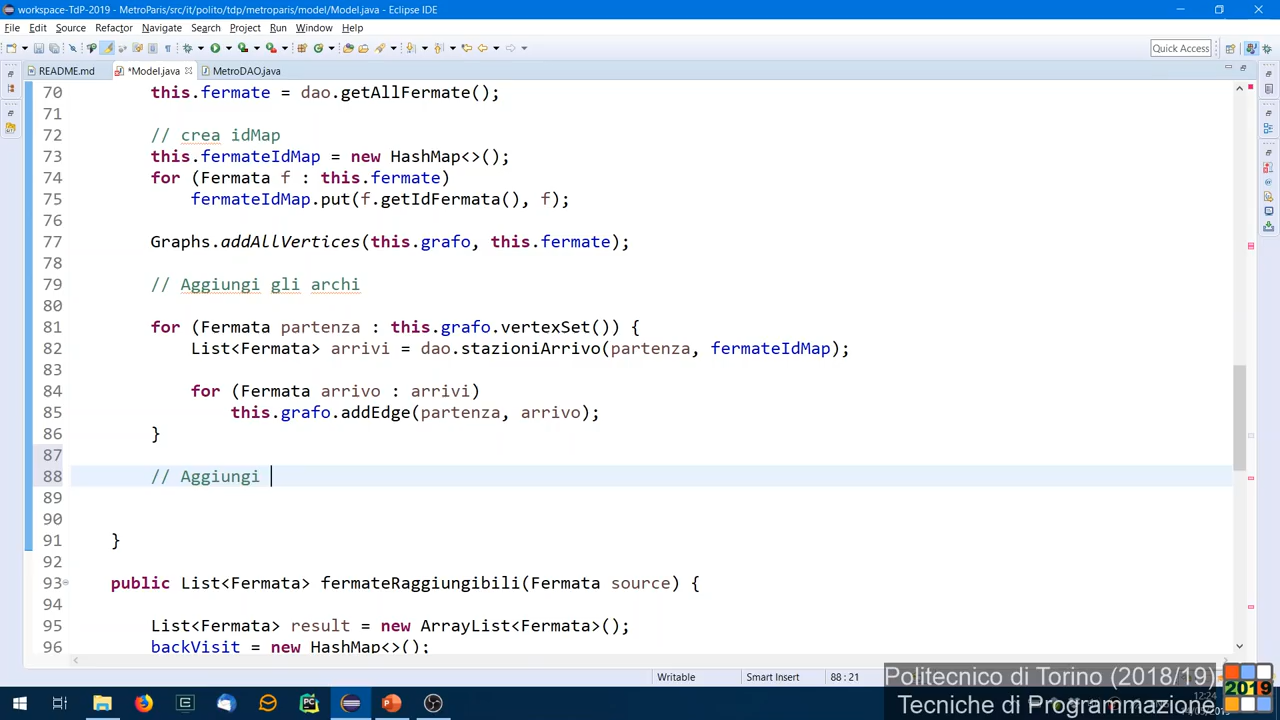 workspace-TdP-2019 - MetroParis/src/it/polito/tdp/metroparis/model/Model.java - Eclipse IDE
File Edit Source Refactor Navigate Search Project Run Window Help
Quick Access
README.md *Model.java MetroDAO.java
70 this.fermate = dao.getAllFermate();
71
72 // crea idMap
73 this.fermateIdMap = new HashMap<>();
74 for (Fermata f : this.fermate)
75 fermateIdMap.put(f.getIdFermata(), f);
76
77 Graphs.addAllVertices(this.grafo, this.fermate);
78
79 // Aggiungi gli archi
80
81 for (Fermata partenza : this.grafo.vertexSet()) {
82 List<Fermata> arrivi = dao.stazioniArrivo(partenza, fermateIdMap);
83
84 for (Fermata arrivo : arrivi)
85 this.grafo.addEdge(partenza, arrivo);
86 }
87
88 // Aggiungi
89
90
91 }
92
93 public List<Fermata> fermateRaggiungibili(Fermata source) {
94
95 List<Fermata> result = new ArrayList<Fermata>();
96 backVisit = new HashMap<>();
Writable Smart Insert 88 : 21
Politecnico di Torino (2018/19)
Tecniche di Programmazione
2019
12:24